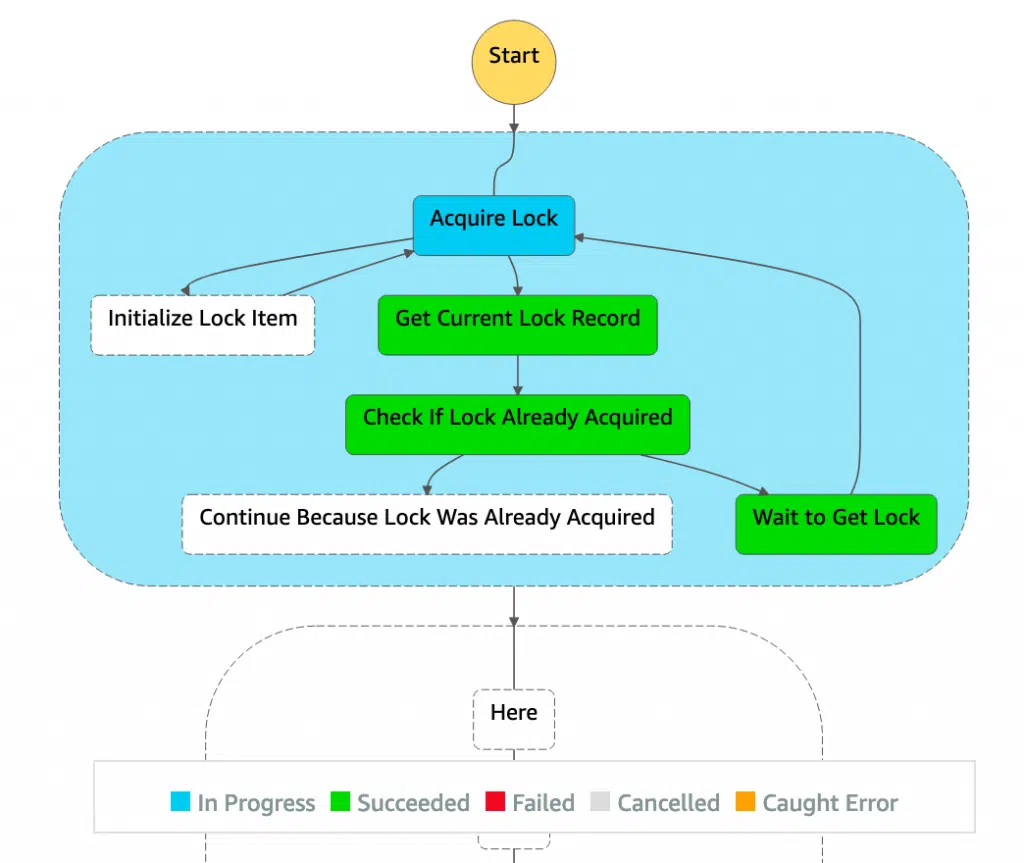 Start
Acquire Lock
Initialize Lock Item
Get Current Lock Record
Check If Lock Already Acquired
Continue Because Lock Was Already Acquired
Wait to Get Lock
Here
In Progress Succeeded Failed Cancelled Caught Error